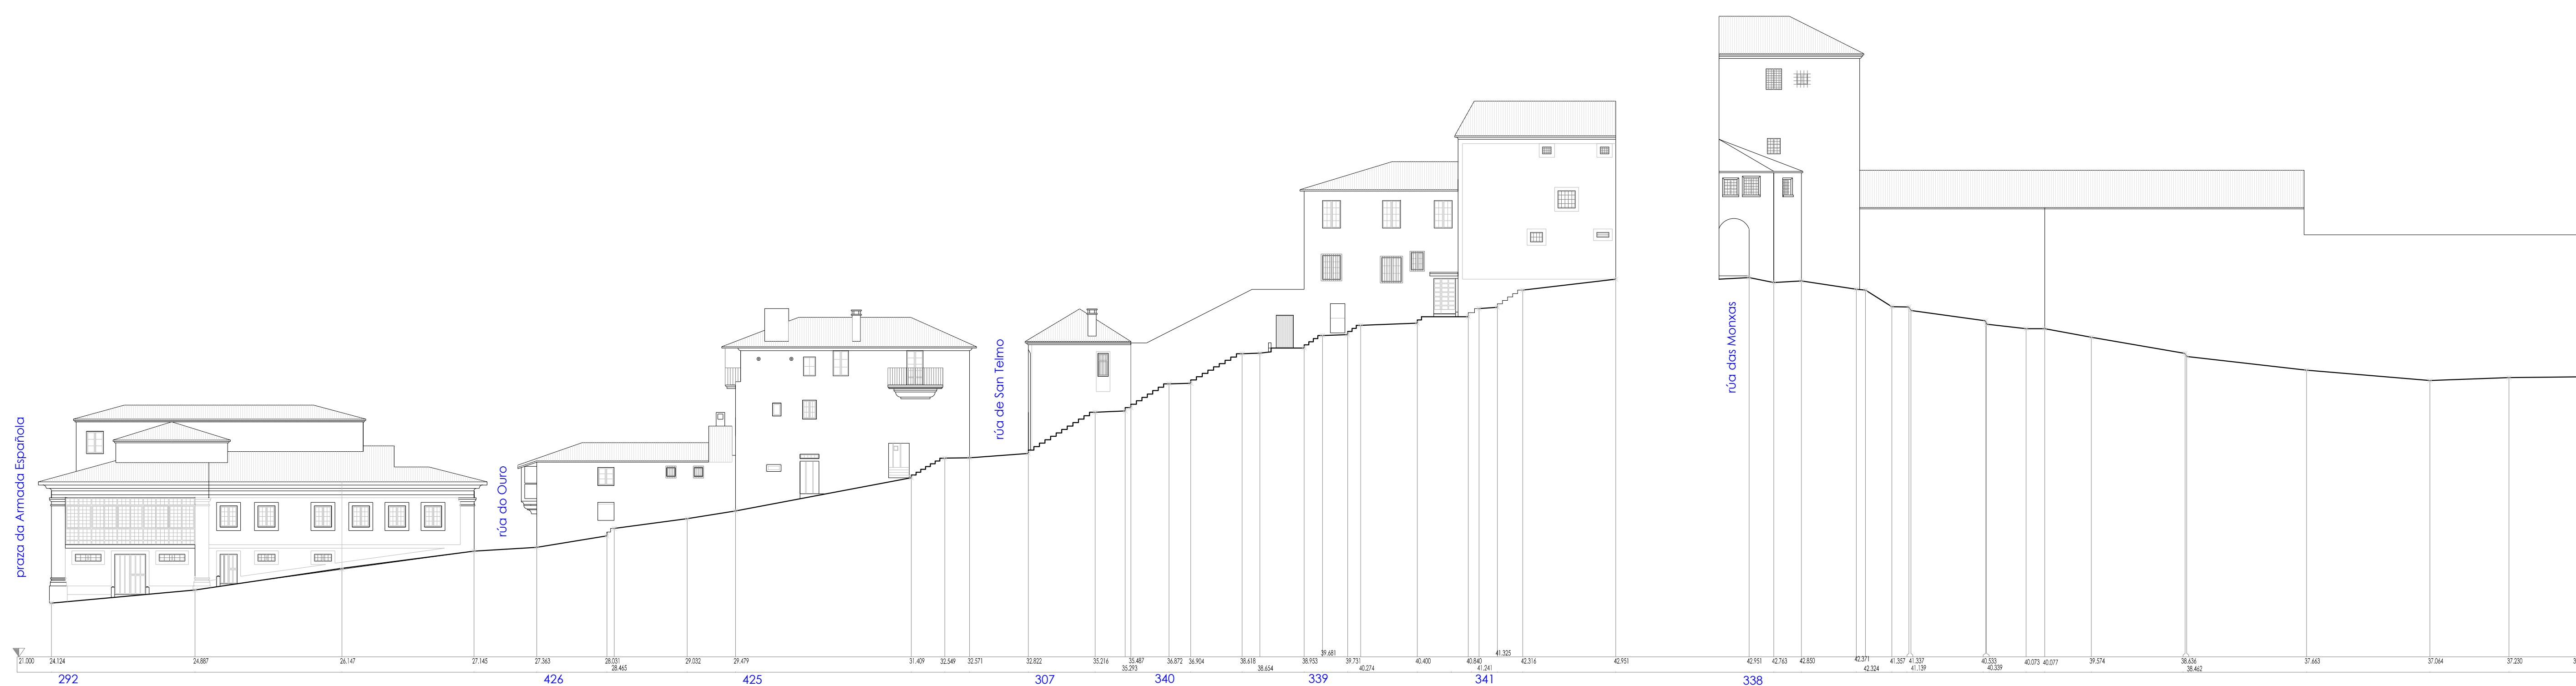 praza da Armada Española
rúa do Ouro
rúa de San Telmo
rúa das Monxas
21.000 24.124 24.887 26.147 27.145 27.363 28.031 29.032 29.479 31.409 32.549 32.571 32.822 35.216 35.487 36.872 36.904 38.618 38.953 39.681 39.731 40.400 40.840 41.325 42.316 42.951 42.951 42.763 42.850 42.371 41.357 41.337 40.533 40.073 40.077 39.574 38.636 37.663 37.064 37.230
28.465 35.293 38.654 40.274 41.241 42.324 41.139 40.339 38.462
292 426 425 307 340 339 341 338